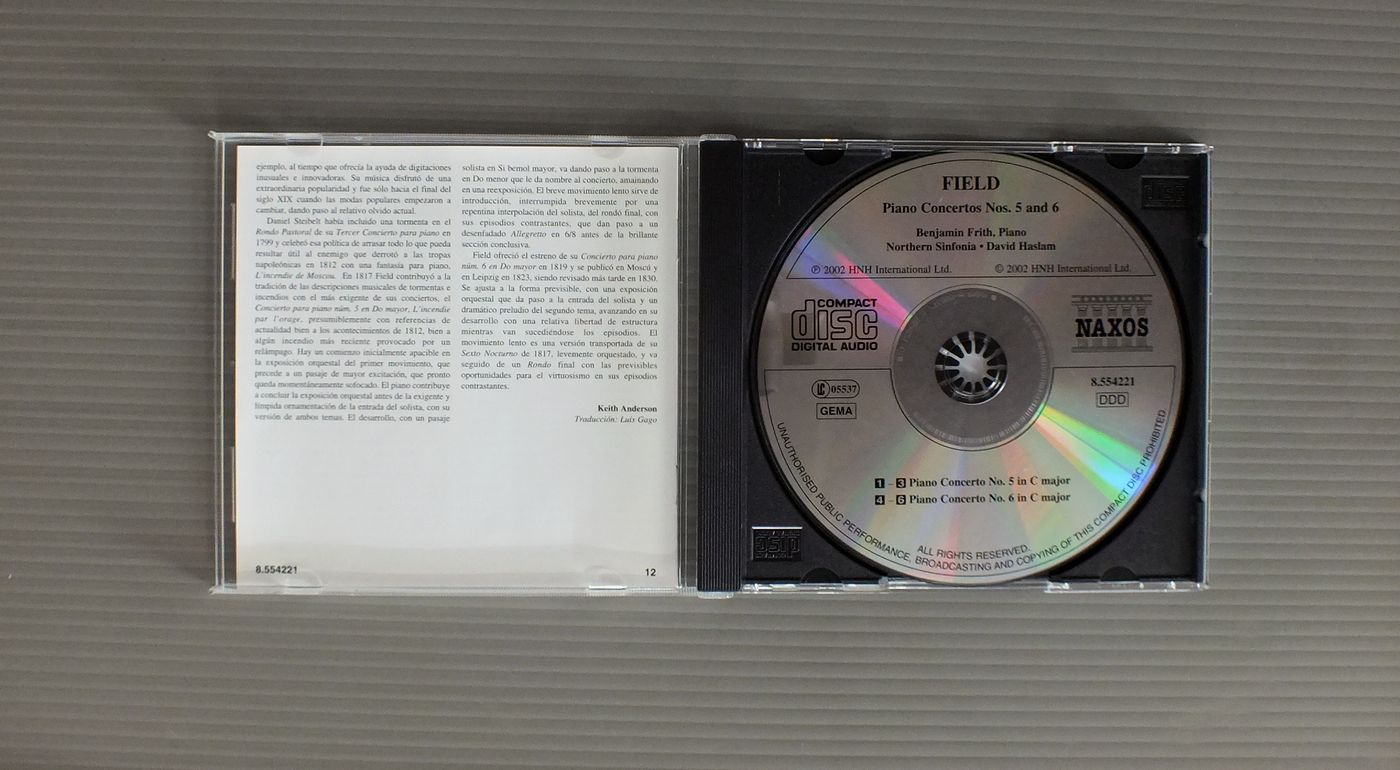 ejemplo, al tiempo que ofrecía la ayuda de digitaciones
inusuales e innovadoras. Su música disfrutó de una
extraordinaria popularidad y fue sólo hacia el final del
siglo XIX cuando las modas populares empezaron a
cambiar, dando paso al relativo olvido actual.
Daniel Steibelt había incluido una tormenta en el
Rondo Pastoral de su Tercer Concierto para piano en
1799 y celebró esa política de arrasar todo lo que pueda
resultar útil al enemigo que derrotó a las tropas
napoleónicas en 1812 con una fantasía para piano,
L'incendie de Moscou. En 1817 Field contribuyó a la
tradición de las descripciones musicales de tormentas e
incendios con el más exigente de sus conciertos, el
Concierto para piano núm. 5 en Do mayor, L'incendie
par l'orage, presumiblemente con referencias de
actualidad bien a los acontecimientos de 1812, bien a
algún incendio más reciente provocado por un
relámpago. Hay un comienzo inicialmente apacible en
la exposición orquestal del primer movimiento, que
precede a un pasaje de mayor excitación, que pronto
queda momentáneamente sofocado. El piano contribuye
a concluir la exposición orquestal antes de la exigente y
límpida ornamentación de la entrada del solista, con su
versión de ambos temas. El desarrollo, con un pasaje
solista en Si bemol mayor, va dando paso a la tormenta
en Do menor que le da nombre al concierto, amainando
en una reexposición. El breve movimiento lento sirve de
introducción, interrumpida brevemente por una
repentina interpolación del solista, del rondó final, con
sus episodios contrastantes, que dan paso a un
desenfadado Allegretto en 6/8 antes de la brillante
sección conclusiva.
Field ofreció el estreno de su Concierto para piano
núm. 6 en Do mayor en 1819 y se publicó en Moscú y
en Leipzig en 1823, siendo revisado más tarde en 1830.
Se ajusta a la forma previsible, con una exposición
orquestal que da paso a la entrada del solista y un
dramático preludio del segundo tema, avanzando en su
desarrollo con una relativa libertad de estructura
mientras van sucediéndose los episodios. El
movimiento lento es una versión transportada de su
Sexto Nocturno de 1817, levemente orquestado, y va
seguido de un Rondo final con las previsibles
oportunidades para el virtuosismo en sus episodios
contrastantes.
Keith Anderson
Traducción: Luis Gago
8.554221
12
FIELD
Piano Concertos Nos. 5 and 6
Benjamin Frith, Piano
Northern Sinfonia • David Haslam
℗ 2002 HNH International Ltd. © 2002 HNH International Ltd.
COMPACT
disc
DIGITAL AUDIO
NAXOS
LC 05537
GEMA
8.554221
DDD
1 – 3 Piano Concerto No. 5 in C major
4 – 6 Piano Concerto No. 6 in C major
ALL RIGHTS RESERVED.
UNAUTHORISED PUBLIC PERFORMANCE, BROADCASTING AND COPYING OF THIS COMPACT DISC PROHIBITED
disc
disc